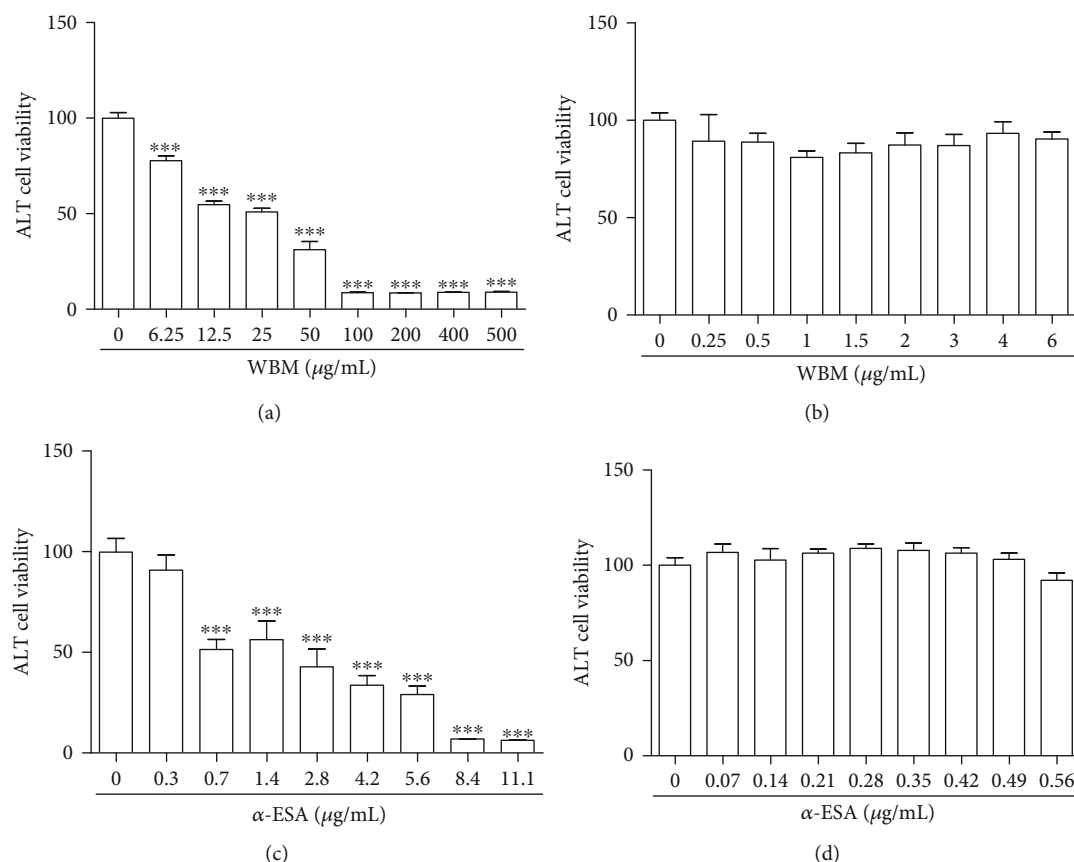 150
100
50
0
ALT cell viability
*** *** *** *** *** *** *** ***
0 6.25 12.5 25 50 100 200 400 500
WBM (μg/mL)
(a)
150
100
50
0
ALT cell viability
0 0.25 0.5 1 1.5 2 3 4 6
WBM (μg/mL)
(b)
150
100
50
0
ALT cell viability
*** *** *** *** *** *** ***
0 0.3 0.7 1.4 2.8 4.2 5.6 8.4 11.1
α-ESA (μg/mL)
(c)
150
100
50
0
ALT cell viability
0 0.07 0.14 0.21 0.28 0.35 0.42 0.49 0.56
α-ESA (μg/mL)
(d)